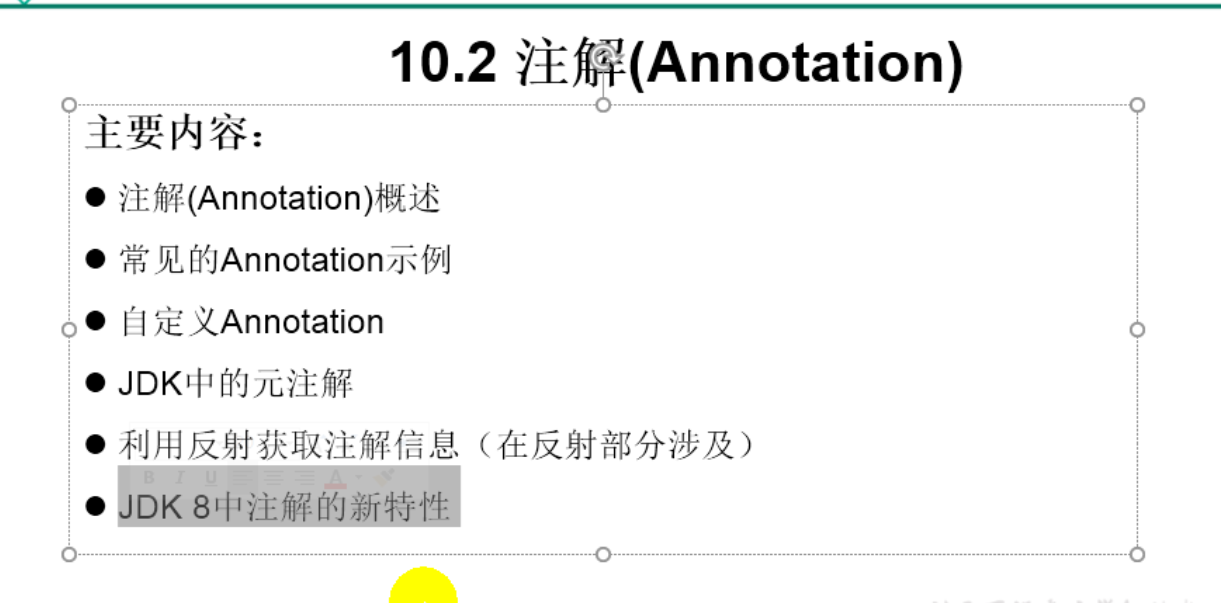 10.2 注解(Annotation)
主要内容：
● 注解(Annotation)概述
● 常见的Annotation示例
● 自定义Annotation
● JDK中的元注解
● 利用反射获取注解信息（在反射部分涉及）
B I U A
● JDK 8中注解的新特性